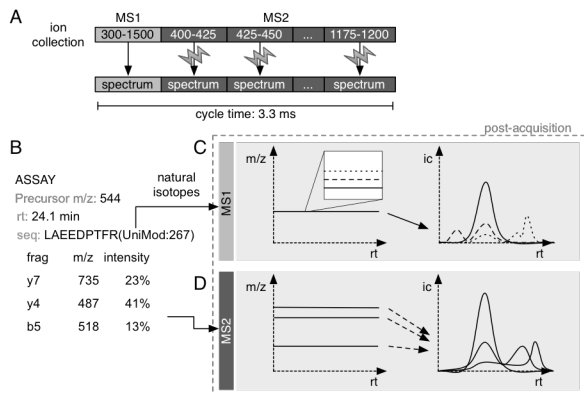 A
MS1 MS2
ion collection
300-1500 400-425 425-450 ... 1175-1200
spectrum spectrum spectrum ... spectrum
cycle time: 3.3 ms
post-acquisition
B
ASSAY
Precursor m/z: 544
rt: 24.1 min
seq: LAEEDPTFR(UniMod:267)
frag m/z intensity
y7 735 23%
y4 487 41%
b5 518 13%
natural
isotopes
C
MS1
m/z
rt
ic
rt
D
MS2
m/z
rt
ic
rt